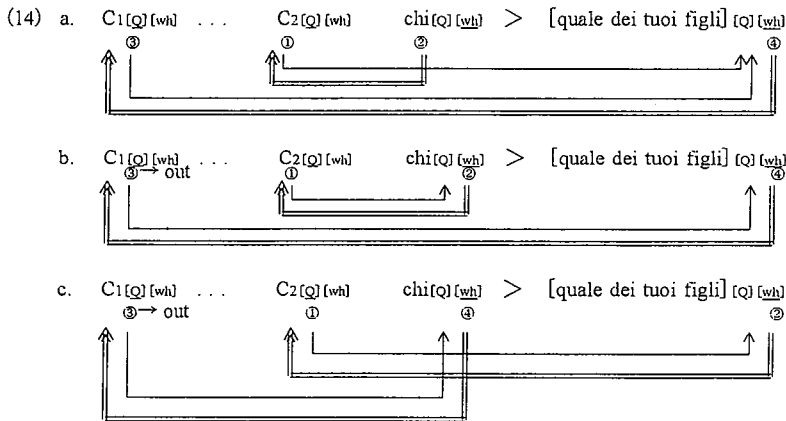 (14) a. C1[Q] [wh] . . . C2[Q] [wh] chi[Q] [wh] > [quale dei tuoi figli] [Q] [wh]
③ ① ② ④
b. C1[Q] [wh] . . . C2[Q] [wh] chi[Q] [wh] > [quale dei tuoi figli] [Q] [wh]
③→ out ① ② ④
c. C1[Q] [wh] . . . C2[Q] [wh] chi[Q] [wh] > [quale dei tuoi figli] [Q] [wh]
③→ out ① ④ ②